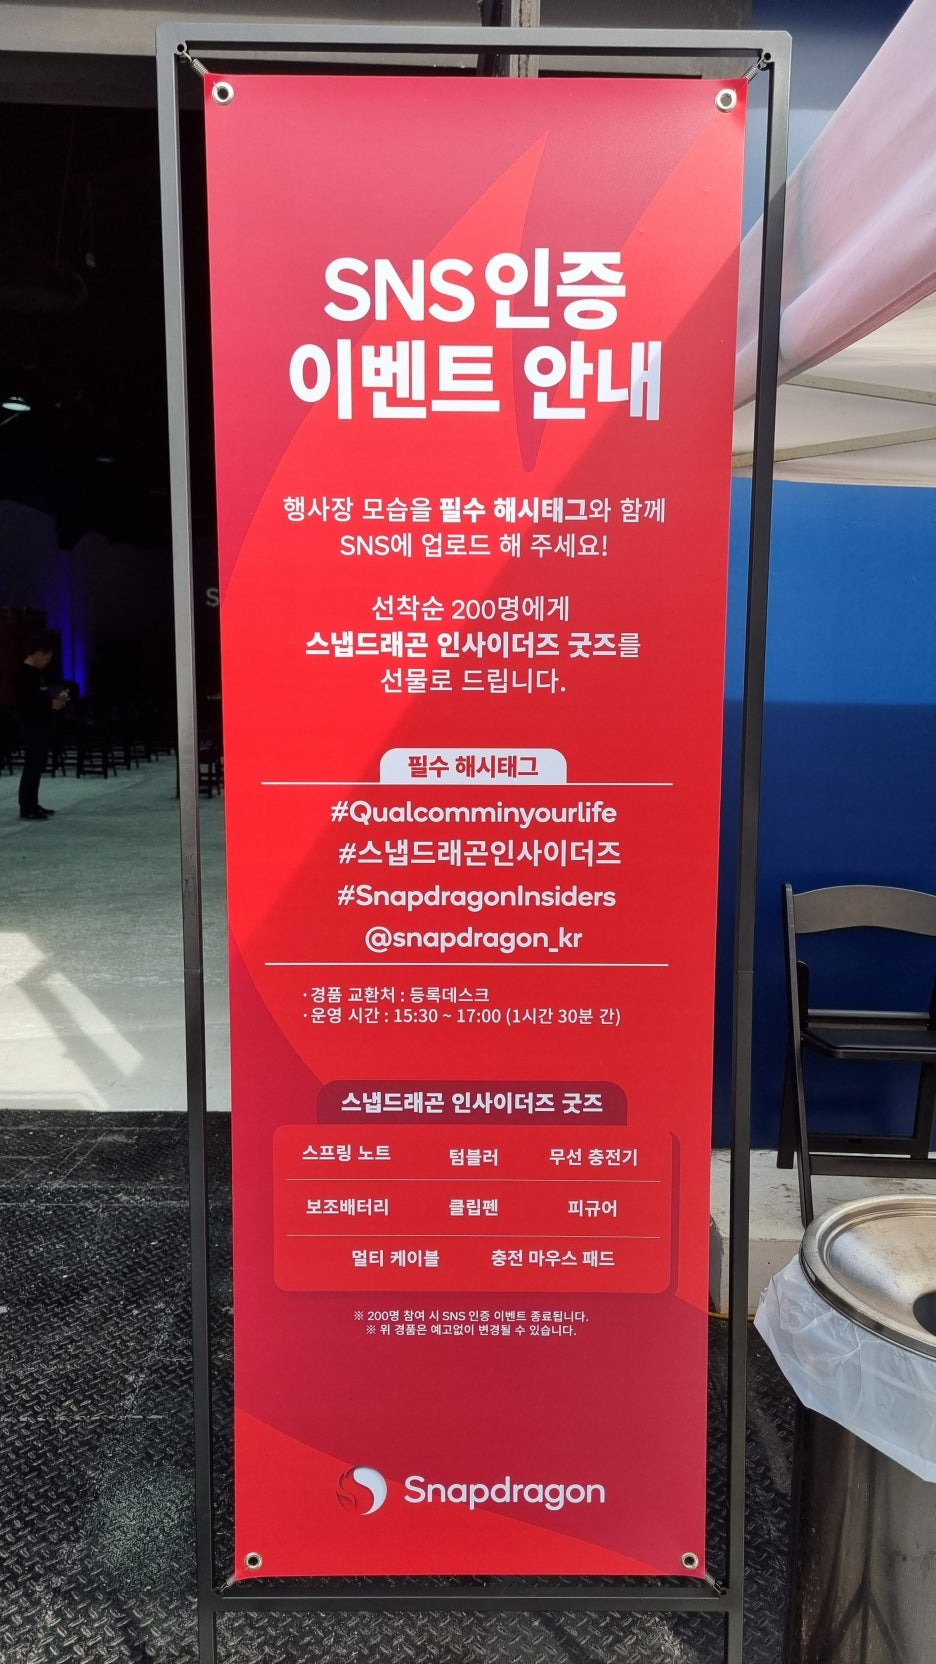 SNS 인증
이벤트 안내
행사장 모습을 필수 해시태그와 함께
SNS에 업로드 해 주세요!
선착순 200명에게
스냅드래곤 인사이더즈 굿즈를
선물로 드립니다.
필수 해시태그
#Qualcomminyourlife
#스냅드래곤인사이더즈
#SnapdragonInsiders
@snapdragon_kr
·경품 교환처 : 등록데스크
·운영 시간 : 15:30 ~ 17:00 (1시간 30분 간)
스냅드래곤 인사이더즈 굿즈
스프링 노트 텀블러 무선 충전기
보조배터리 클립펜 피규어
멀티 케이블 충전 마우스 패드
※ 200명 참여 시 SNS 인증 이벤트 종료됩니다.
※ 위 경품은 예고없이 변경될 수 있습니다.
Snapdragon